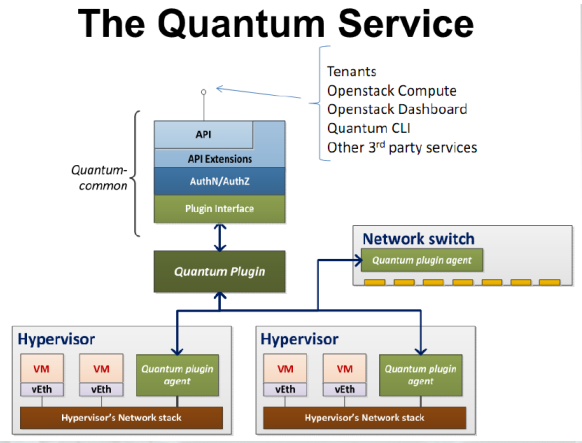 The Quantum Service
Tenants
Openstack Compute
Openstack Dashboard
Quantum CLI
Other 3rd party services
API
API Extensions
AuthN/AuthZ
Plugin Interface
Quantum-
common
Quantum Plugin
Network switch
Quantum plugin agent
Hypervisor
VM
vEth
VM
vEth
Quantum plugin
agent
Hypervisor's Network stack
Hypervisor
VM
vEth
VM
vEth
Quantum plugin
agent
Hypervisor's Network stack